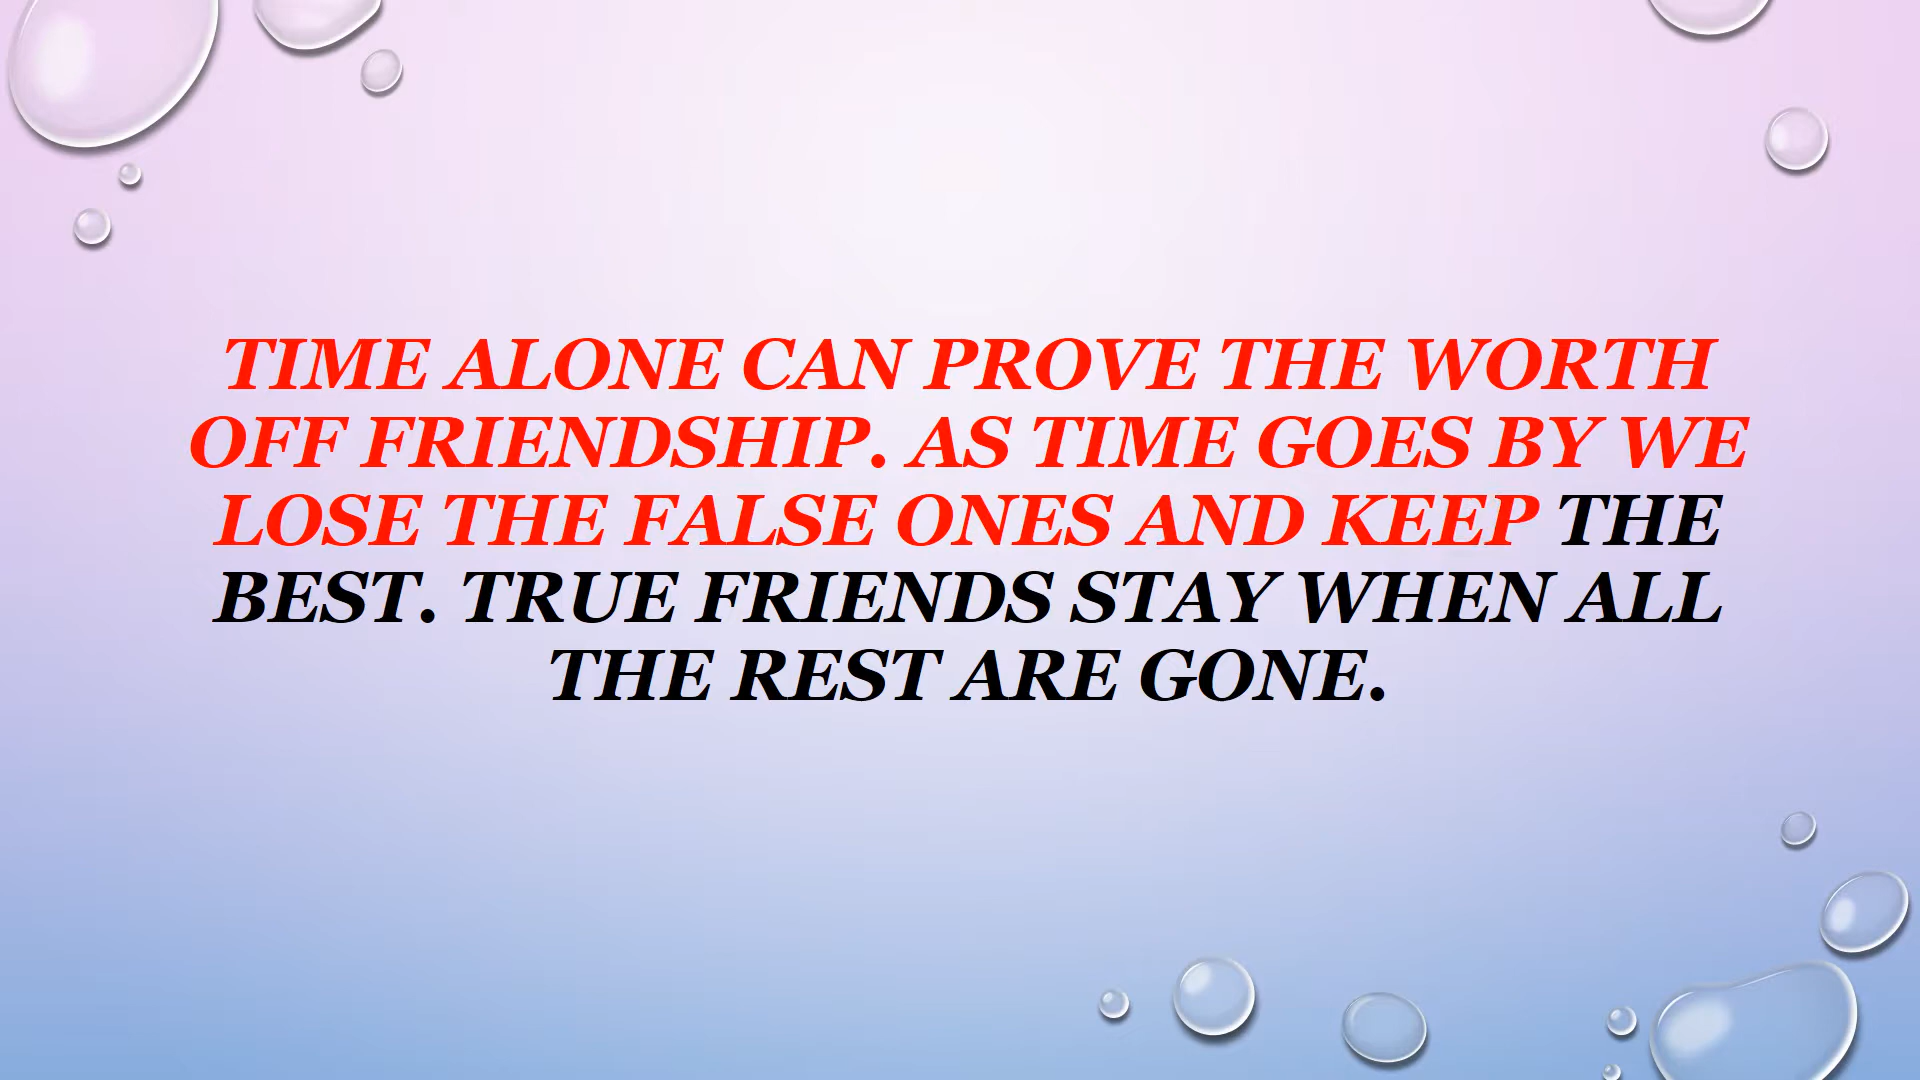 TIME ALONE CAN PROVE THE WORTH
OFF FRIENDSHIP. AS TIME GOES BY WE
LOSE THE FALSE ONES AND KEEP THE
BEST. TRUE FRIENDS STAY WHEN ALL
THE REST ARE GONE.